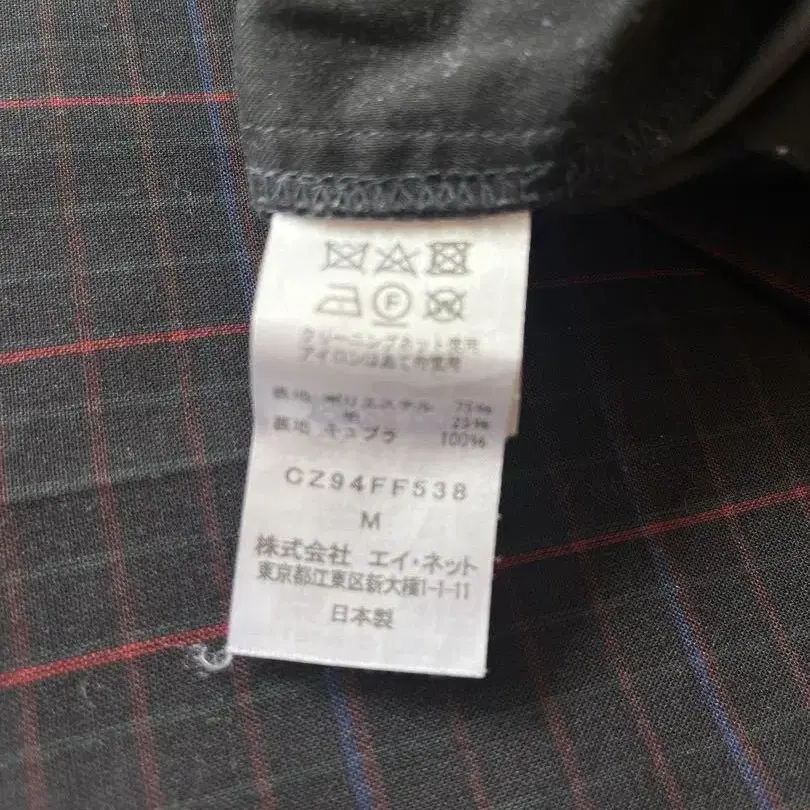 F
クリーニングネット使用
アイロンはあて布使用
表地 ポリエステル 75%
毛 25%
裏地 キュプラ 100%
CZ94FF538
M
株式会社 エイ・ネット
東京都江東区新大橋1-1-11
日本製